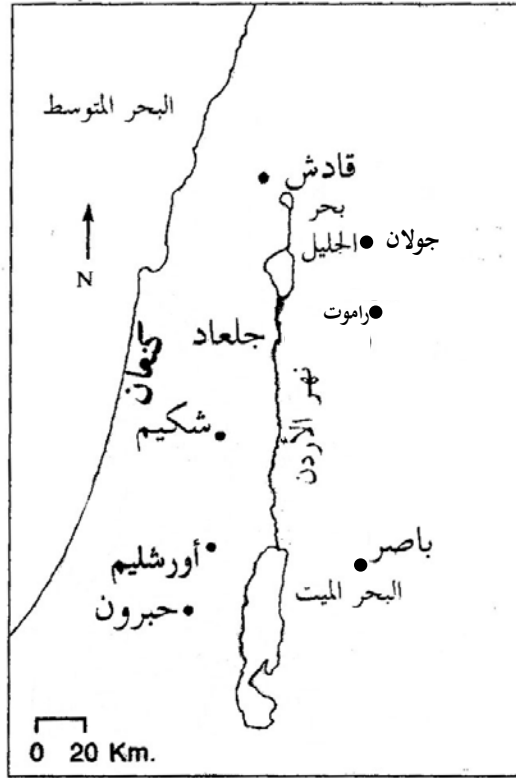 البحر المتوسط
قادش
بحر
الجليل
جولان
N
راموت
جلعاد
كنعان
نهر الأردن
شكيم
باصر
أورشليم
البحر الميت
حبرون
0 20 Km.